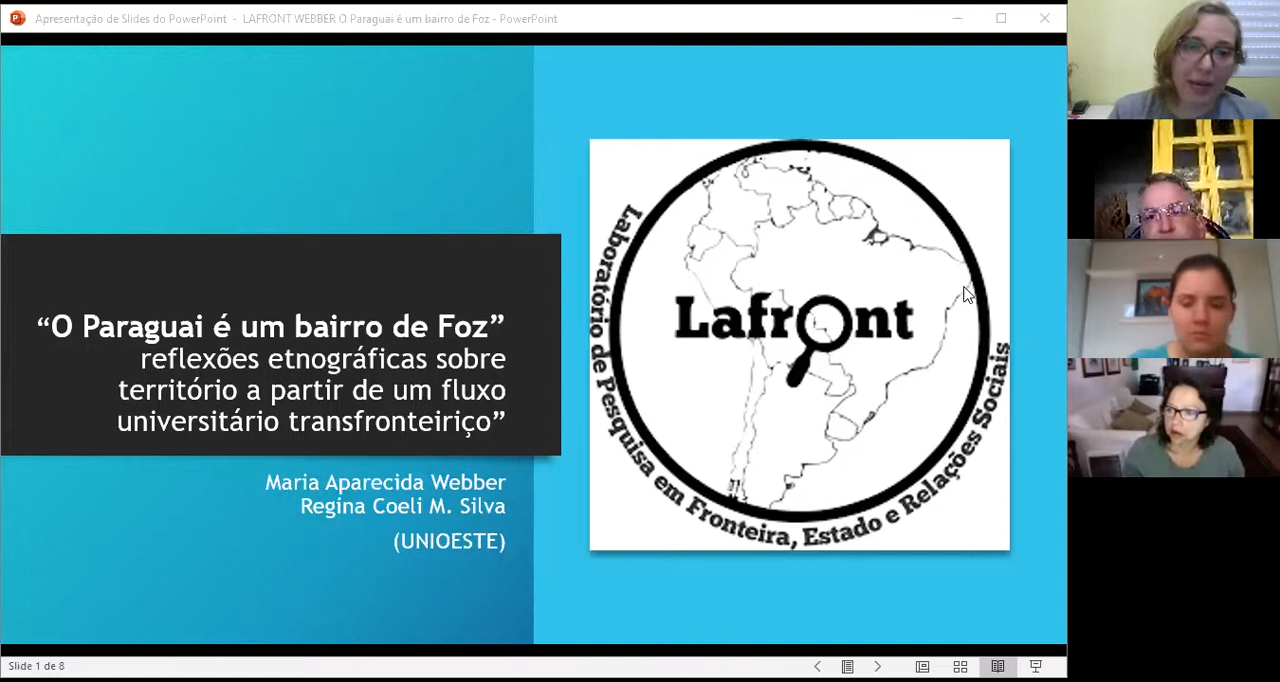 Apresentação de Slides do PowerPoint - LAFRONT WEBBER O Paraguai é um bairro de Foz - PowerPoint
“O Paraguai é um bairro de Foz”
reflexões etnográficas sobre
território a partir de um fluxo
universitário transfronteiriço”
Maria Aparecida Webber
Regina Coeli M. Silva
(UNIOESTE)
Lafront
Laboratório de Pesquisa em Fronteira, Estado e Relações Sociais
Slide 1 de 8